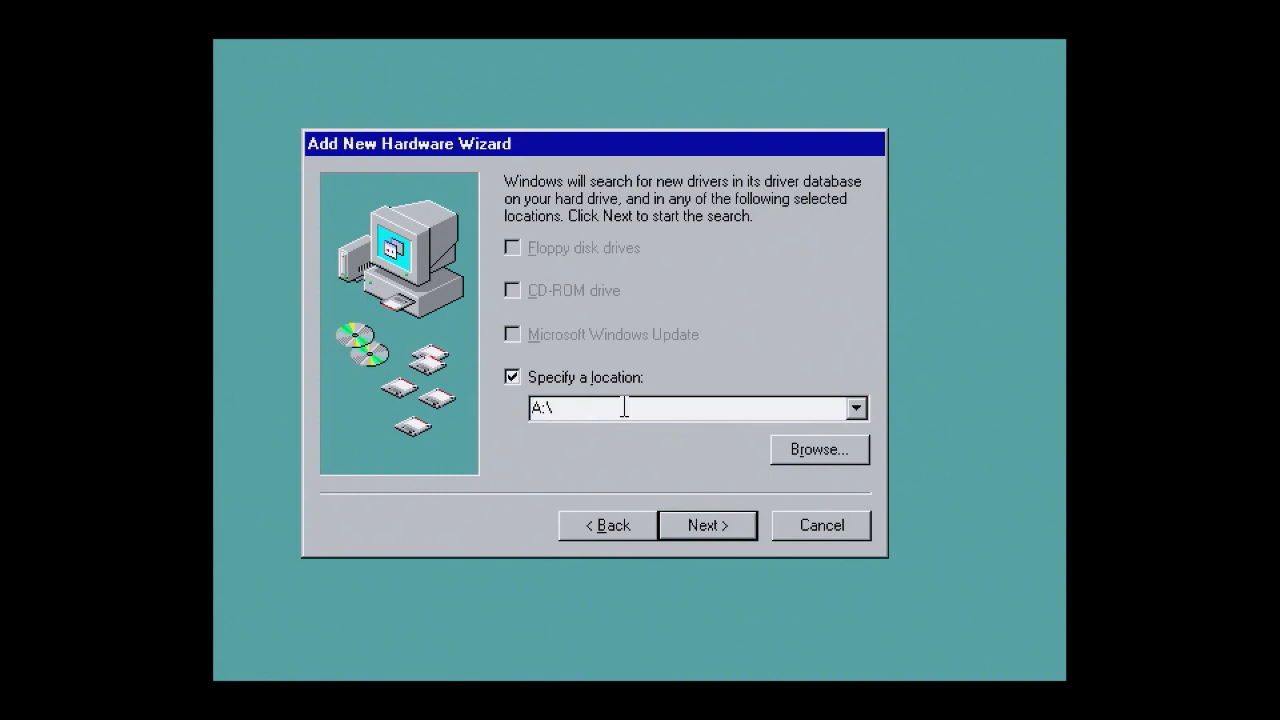 Add New Hardware Wizard
Windows will search for new drivers in its driver database
on your hard drive, and in any of the following selected
locations. Click Next to start the search.
Floppy disk drives
CD-ROM drive
Microsoft Windows Update
Specify a location:
A:\
Browse...
< Back
Next >
Cancel